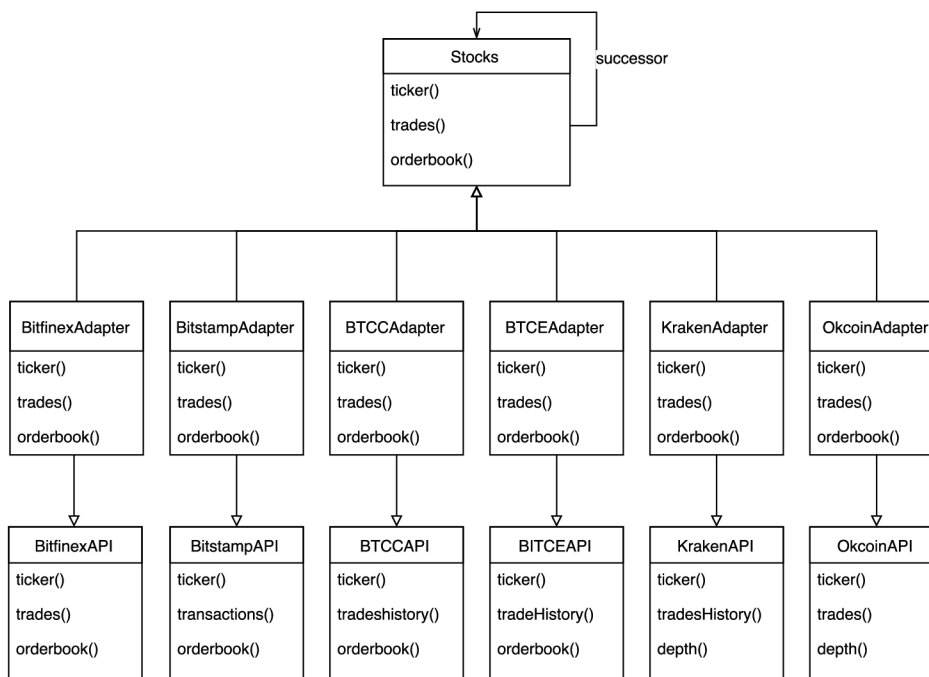 Stocks
successor
ticker()
trades()
orderbook()
BitfinexAdapter
ticker()
trades()
orderbook()
BitstampAdapter
ticker()
trades()
orderbook()
BTCCAdapter
ticker()
trades()
orderbook()
BTCEAdapter
ticker()
trades()
orderbook()
KrakenAdapter
ticker()
trades()
orderbook()
OkcoinAdapter
ticker()
trades()
orderbook()
BitfinexAPI
ticker()
trades()
orderbook()
BitstampAPI
ticker()
transactions()
orderbook()
BTCCAPI
ticker()
tradeshistory()
orderbook()
BITCEAPI
ticker()
tradeHistory()
orderbook()
KrakenAPI
ticker()
tradesHistory()
depth()
OkcoinAPI
ticker()
trades()
depth()